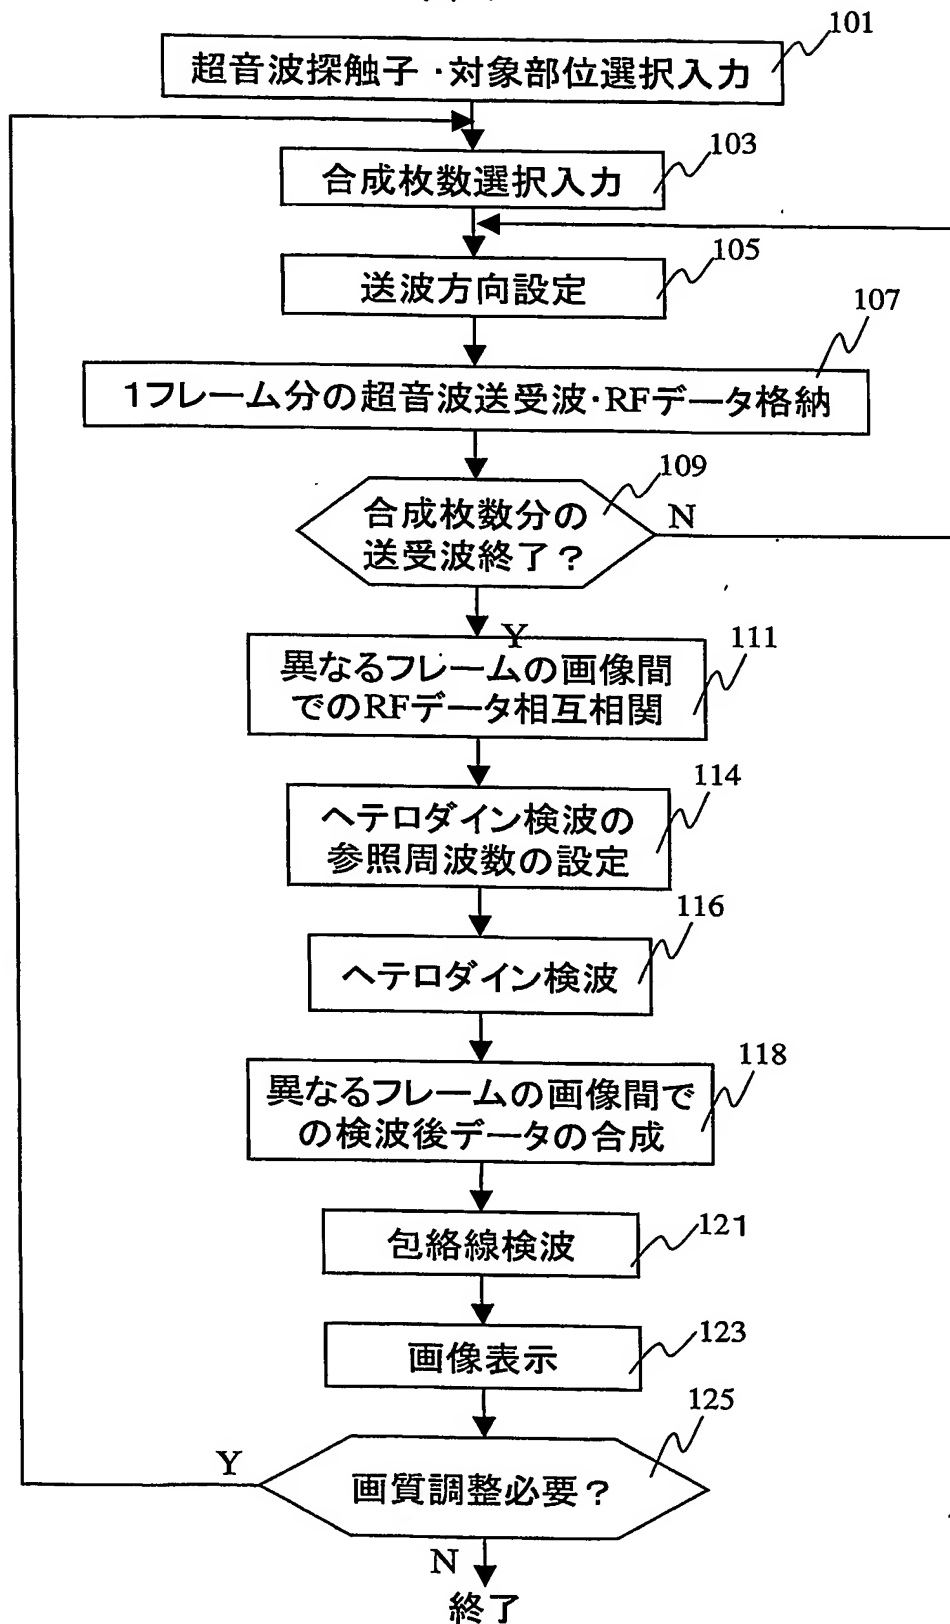 101
超音波探触子・対象部位選択入力
103
合成枚数選択入力
105
送波方向設定
107
1フレーム分の超音波送受波・RFデータ格納
109
合成枚数分の
送受波終了？
N
Y
111
異なるフレームの画像間
でのRFデータ相互相関
114
ヘテロダイン検波の
参照周波数の設定
116
ヘテロダイン検波
118
異なるフレームの画像間で
の検波後データの合成
121
包絡線検波
123
画像表示
125
Y
画質調整必要？
N
終了